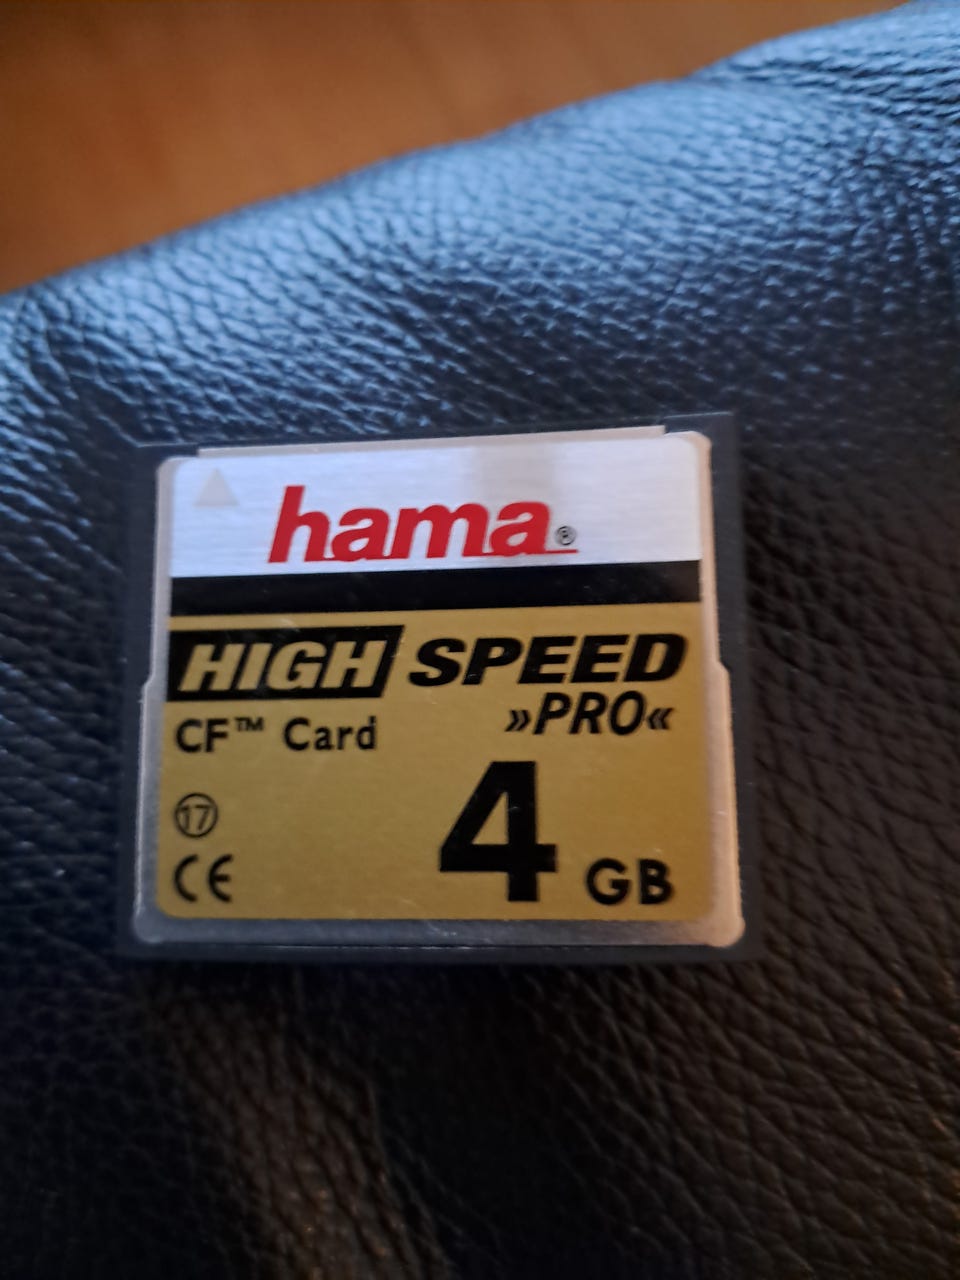 hama®
HIGH SPEED
»PRO«
CF™ Card
17
4 GB
CE